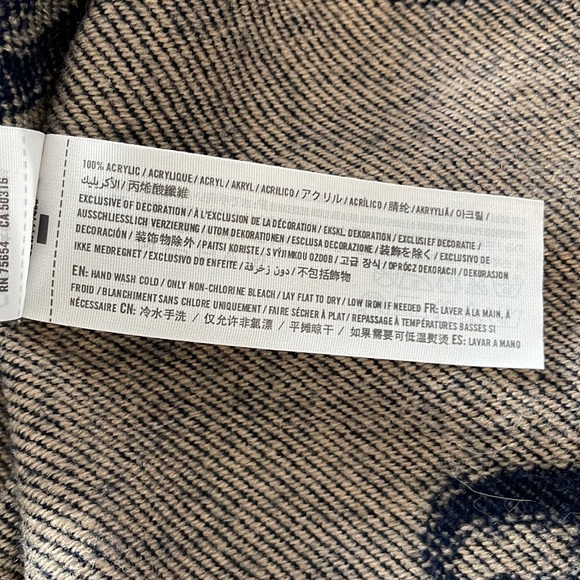 RN 75654 CA 50316
100% ACRYLIC / ACRYLIQUE / ACRYL / AKRYL / ACRILICO / アクリル / ACRÍLICO / 腈纶 / AKRYYLIÄ / 아크릴 /
الأكريليك / 丙烯酸纖維
EXCLUSIVE OF DECORATION / À L'EXCLUSION DE LA DÉCORATION / EKSKL DEKORATION / EXCLUSIEF DECORATIE /
AUSSCHLIESSLICH VERZIERUNG / UTOM DEKORATIONEN / ESCLUSA DECORAZIONE / 装飾を除く / EXCLUSIVO DE
DECORACIÓN / 装饰物除外 / PAITSI KORISTE / S VÝJIMKOU OZDOB / 고급 장식 / OPRÓCZ DEKORACJI / DEKORASJON
IKKE MEDREGNET / EXCLUSIVO DO ENFEITE / دون زخرفة / 不包括飾物
EN: HAND WASH COLD / ONLY NON-CHLORINE BLEACH / LAY FLAT TO DRY / LOW IRON IF NEEDED FR: LAVER À LA MAIN, À
FROID / BLANCHIMENT SANS CHLORE UNIQUEMENT / FAIRE SÉCHER À PLAT / REPASSAGE À TEMPÉRATURES BASSES SI
NÉCESSAIRE CN: 冷水手洗 / 仅允许非氯漂 / 平摊晾干 / 如果需要可低温熨烫 ES: LAVAR A MANO